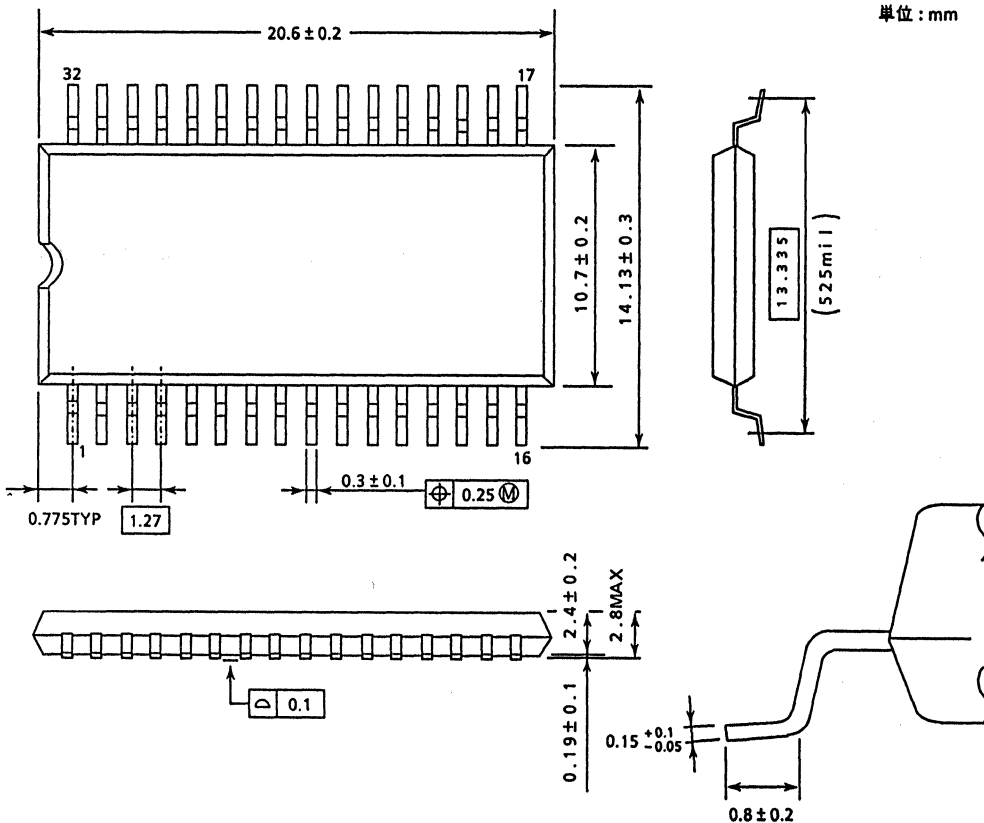 単位 : mm
20.6 ± 0.2
32
17
10.7 ± 0.2
14.13 ± 0.3
13.335
(525mil)
1
16
0.775TYP
1.27
0.3 ± 0.1
⌖ 0.25 Ⓜ
2.4 ± 0.2
2.8MAX
0.19 ± 0.1
⌓ 0.1
0.15 +0.1 -0.05
0.8 ± 0.2